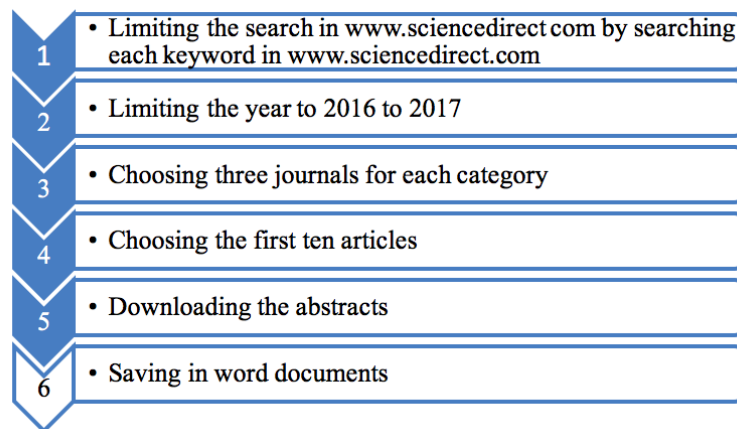 1
• Limiting the search in www.sciencedirect.com by searching
each keyword in www.sciencedirect.com
2
• Limiting the year to 2016 to 2017
3
• Choosing three journals for each category
4
• Choosing the first ten articles
5
• Downloading the abstracts
6
• Saving in word documents